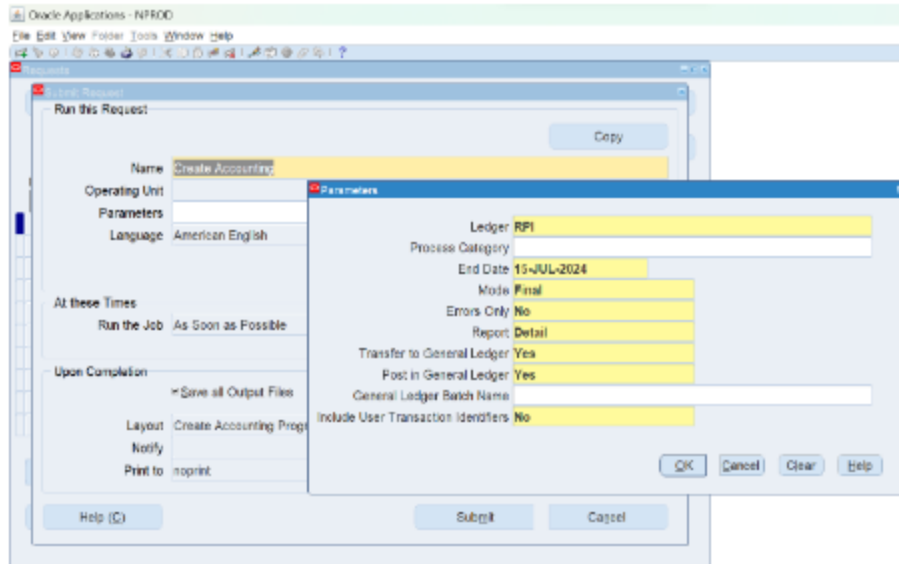 Oracle Applications - NPROD
File Edit View Folder Tools Window Help
Requests
Submit Request
Run this Request
Copy
Name Create Accounting
Operating Unit
Parameters
Language American English
At these Times
Run the Job As Soon as Possible
Upon Completion
Save all Output Files
Layout Create Accounting Progr
Notify
Print to noprint
Help (C) Submit Cancel
Parameters
Ledger RPI
Process Category
End Date 15-JUL-2024
Mode Final
Errors Only No
Report Detail
Transfer to General Ledger Yes
Post in General Ledger Yes
General Ledger Batch Name
Include User Transaction Identifiers No
OK Cancel Clear Help